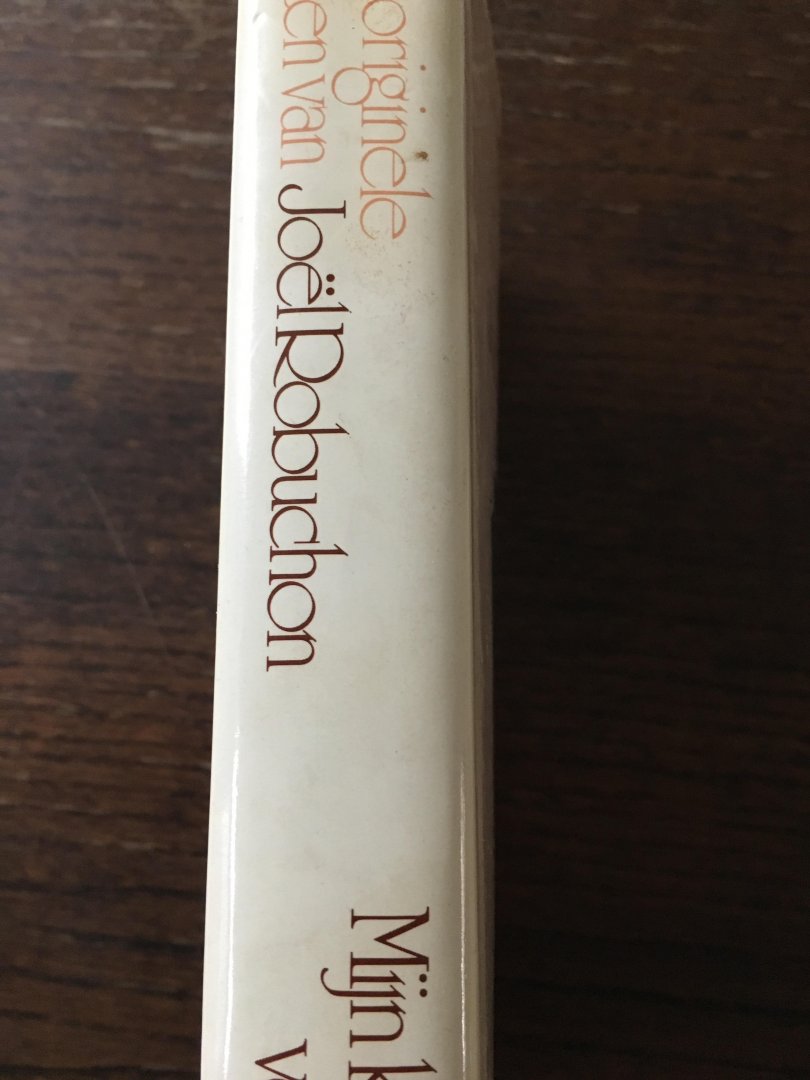 originele
en van Joël Robuchon
Mijn k
v